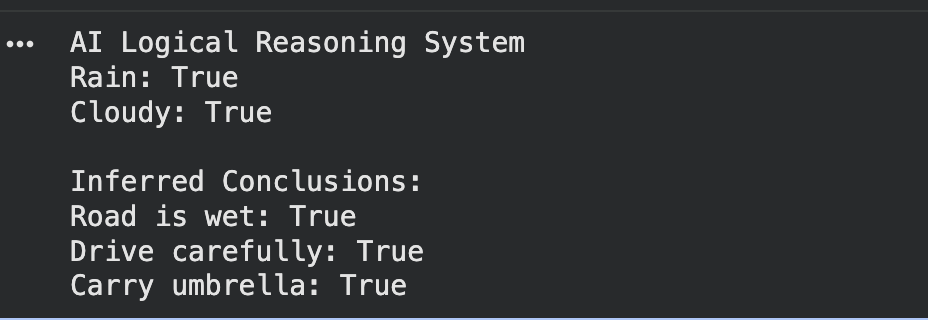 AI Logical Reasoning System
Rain: True
Cloudy: True
Inferred Conclusions:
Road is wet: True
Drive carefully: True
Carry umbrella: True